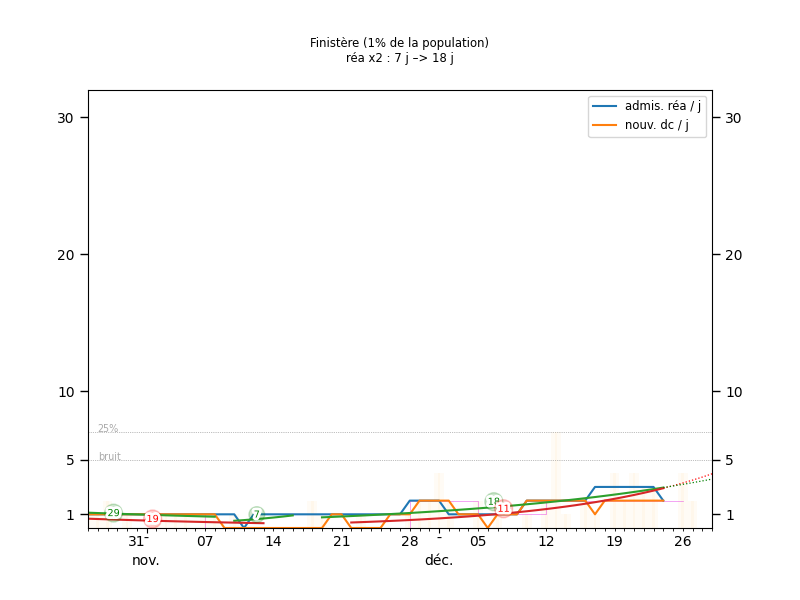 Finistère (1% de la population)
réa x2 : 7 j –> 18 j
admis. réa / j
nouv. dc / j
30 30
20 20
10 10
25%
5 5
bruit
1 1
29 19 7 18 11
31 07 14 21 28 05 12 19 26
nov. déc.